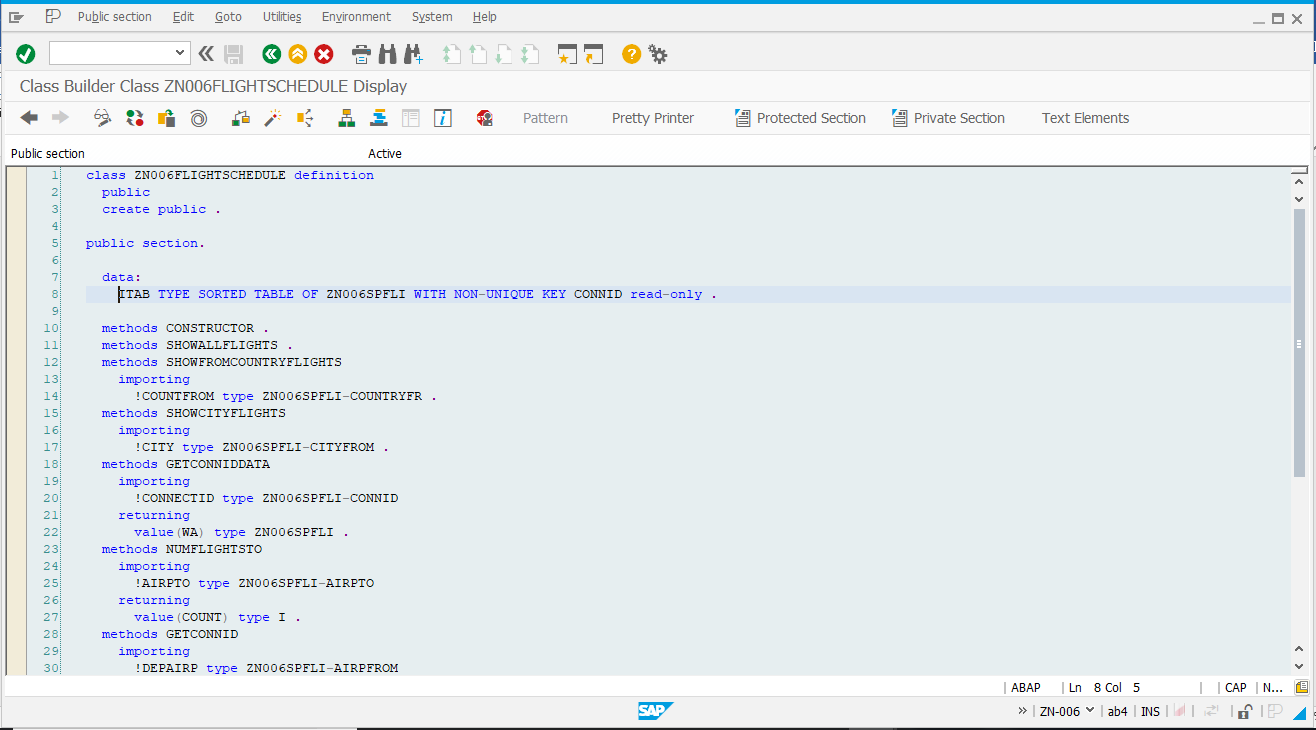 Public section Edit Goto Utilities Environment System Help
Class Builder Class ZN006FLIGHTSCHEDULE Display
Pattern Pretty Printer Protected Section Private Section Text Elements
Public section Active
1 class ZN006FLIGHTSCHEDULE definition
2 public
3 create public .
4
5 public section.
6
7 data:
8 ITAB TYPE SORTED TABLE OF ZN006SPFLI WITH NON-UNIQUE KEY CONNID read-only .
9
10 methods CONSTRUCTOR .
11 methods SHOWALLFLIGHTS .
12 methods SHOWFROMCOUNTRYFLIGHTS
13 importing
14 !COUNTFROM type ZN006SPFLI-COUNTRYFR .
15 methods SHOWCITYFLIGHTS
16 importing
17 !CITY type ZN006SPFLI-CITYFROM .
18 methods GETCONNIDDATA
19 importing
20 !CONNECTID type ZN006SPFLI-CONNID
21 returning
22 value(WA) type ZN006SPFLI .
23 methods NUMFLIGHTSTO
24 importing
25 !AIRPTO type ZN006SPFLI-AIRPTO
26 returning
27 value(COUNT) type I .
28 methods GETCONNID
29 importing
30 !DEPAIRP type ZN006SPFLI-AIRPFROM
ABAP Ln 8 Col 5 CAP N...
SAP » ZN-006 ab4 INS